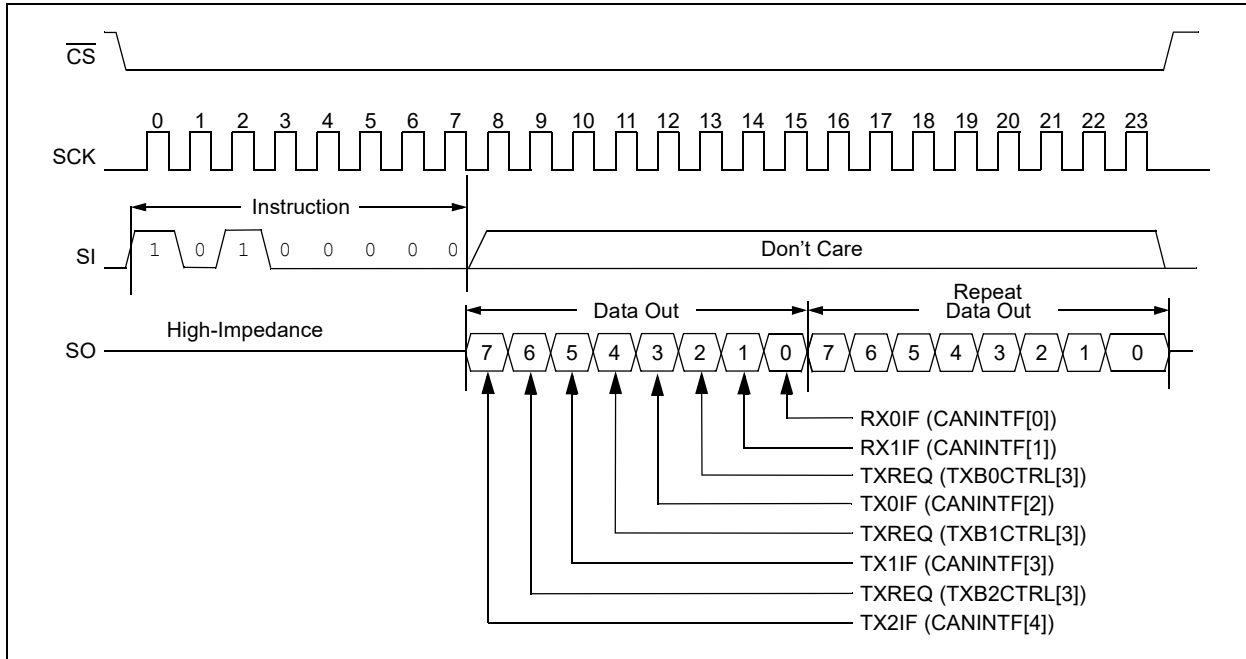 CS
0 1 2 3 4 5 6 7 8 9 10 11 12 13 14 15 16 17 18 19 20 21 22 23
SCK
Instruction
SI 1 0 1 0 0 0 0 0 Don't Care
Repeat
Data Out Data Out
High-Impedance
SO 7 6 5 4 3 2 1 0 7 6 5 4 3 2 1 0
RX0IF (CANINTF[0])
RX1IF (CANINTF[1])
TXREQ (TXB0CTRL[3])
TX0IF (CANINTF[2])
TXREQ (TXB1CTRL[3])
TX1IF (CANINTF[3])
TXREQ (TXB2CTRL[3])
TX2IF (CANINTF[4])